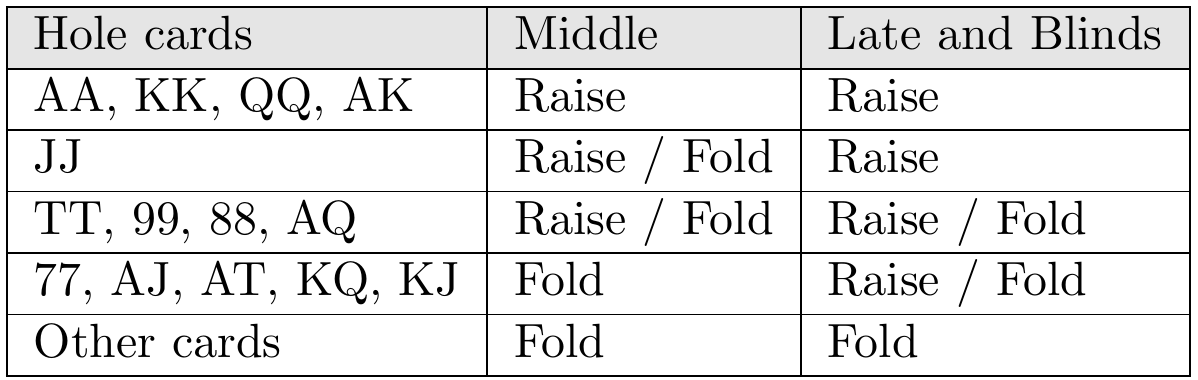 Hole cards Middle Late and Blinds
AA, KK, QQ, AK Raise Raise
JJ Raise / Fold Raise
TT, 99, 88, AQ Raise / Fold Raise / Fold
77, AJ, AT, KQ, KJ Fold Raise / Fold
Other cards Fold Fold